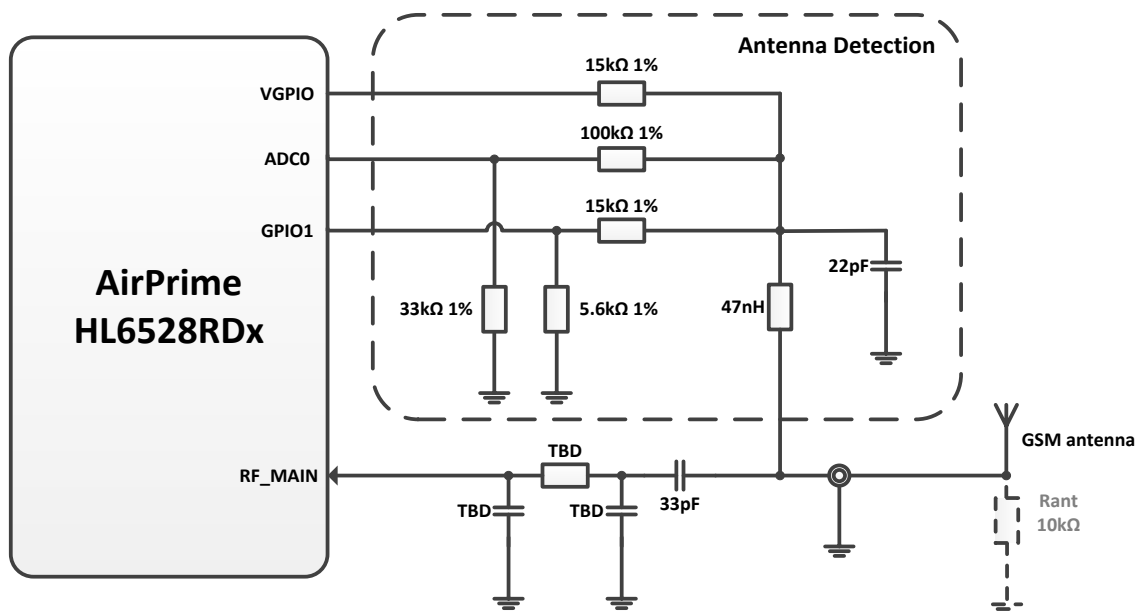 Antenna Detection
15kΩ 1%
VGPIO
100kΩ 1%
ADC0
15kΩ 1%
GPIO1
AirPrime
HL6528RDx
33kΩ 1%
5.6kΩ 1%
47nH
22pF
GSM antenna
TBD
RF_MAIN
TBD
TBD
33pF
Rant
10kΩ